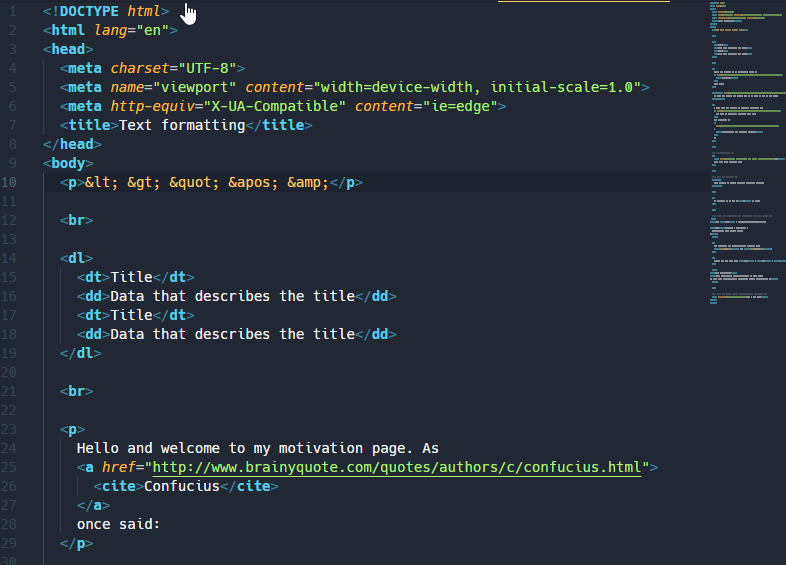 1 <!DOCTYPE html>
2 <html lang="en">
3 <head>
4 <meta charset="UTF-8">
5 <meta name="viewport" content="width=device-width, initial-scale=1.0">
6 <meta http-equiv="X-UA-Compatible" content="ie=edge">
7 <title>Text formatting</title>
8 </head>
9 <body>
10 <p>&lt; &gt; &quot; &apos; &amp;</p>
11
12 <br>
13
14 <dl>
15 <dt>Title</dt>
16 <dd>Data that describes the title</dd>
17 <dt>Title</dt>
18 <dd>Data that describes the title</dd>
19 </dl>
20
21 <br>
22
23 <p>
24 Hello and welcome to my motivation page. As
25 <a href="http://www.brainyquote.com/quotes/authors/c/confucius.html">
26 <cite>Confucius</cite>
27 </a>
28 once said:
29 </p>
30